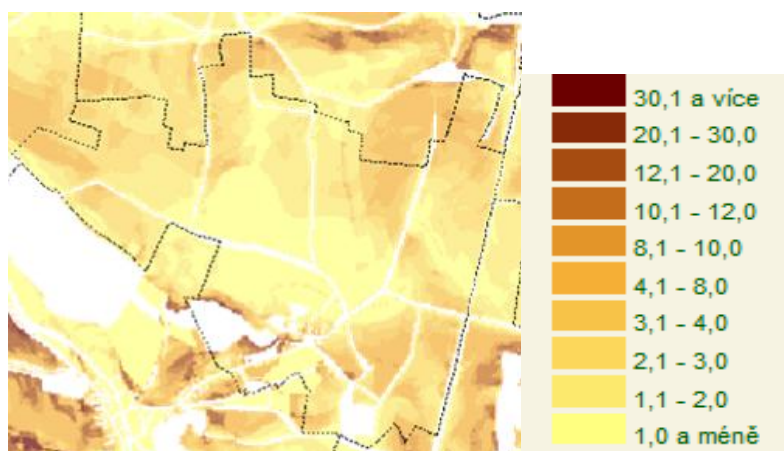 30,1 a více
20,1 - 30,0
12,1 - 20,0
10,1 - 12,0
8,1 - 10,0
4,1 - 8,0
3,1 - 4,0
2,1 - 3,0
1,1 - 2,0
1,0 a méně